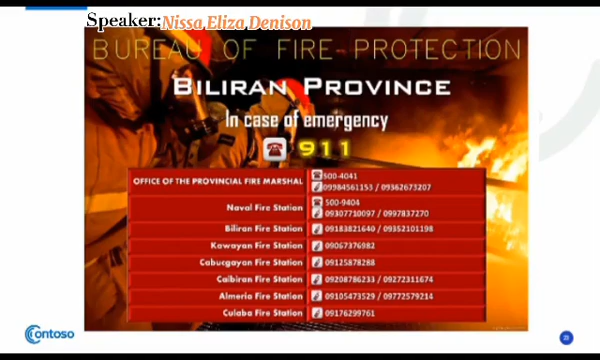 Speaker:Nissa,Eliza,Denison
BUREAU OF FIRE PROTECTION
BILIRAN PROVINCE
In case of emergency
911
OFFICE OF THE PROVINCIAL FIRE MARSHAL 500-4041
09984561153 / 09362673207
Naval Fire Station 500-9404
09307710097 / 0997837270
Biliran Fire Station 09183821640 / 09352101198
Kawayan Fire Station 09067376982
Cabucgayan Fire Station 09125878288
Caibiran Fire Station 09208786233 / 09272311674
Almeria Fire Station 09105473529 / 09772579214
Culaba Fire Station 09176299761
Contoso